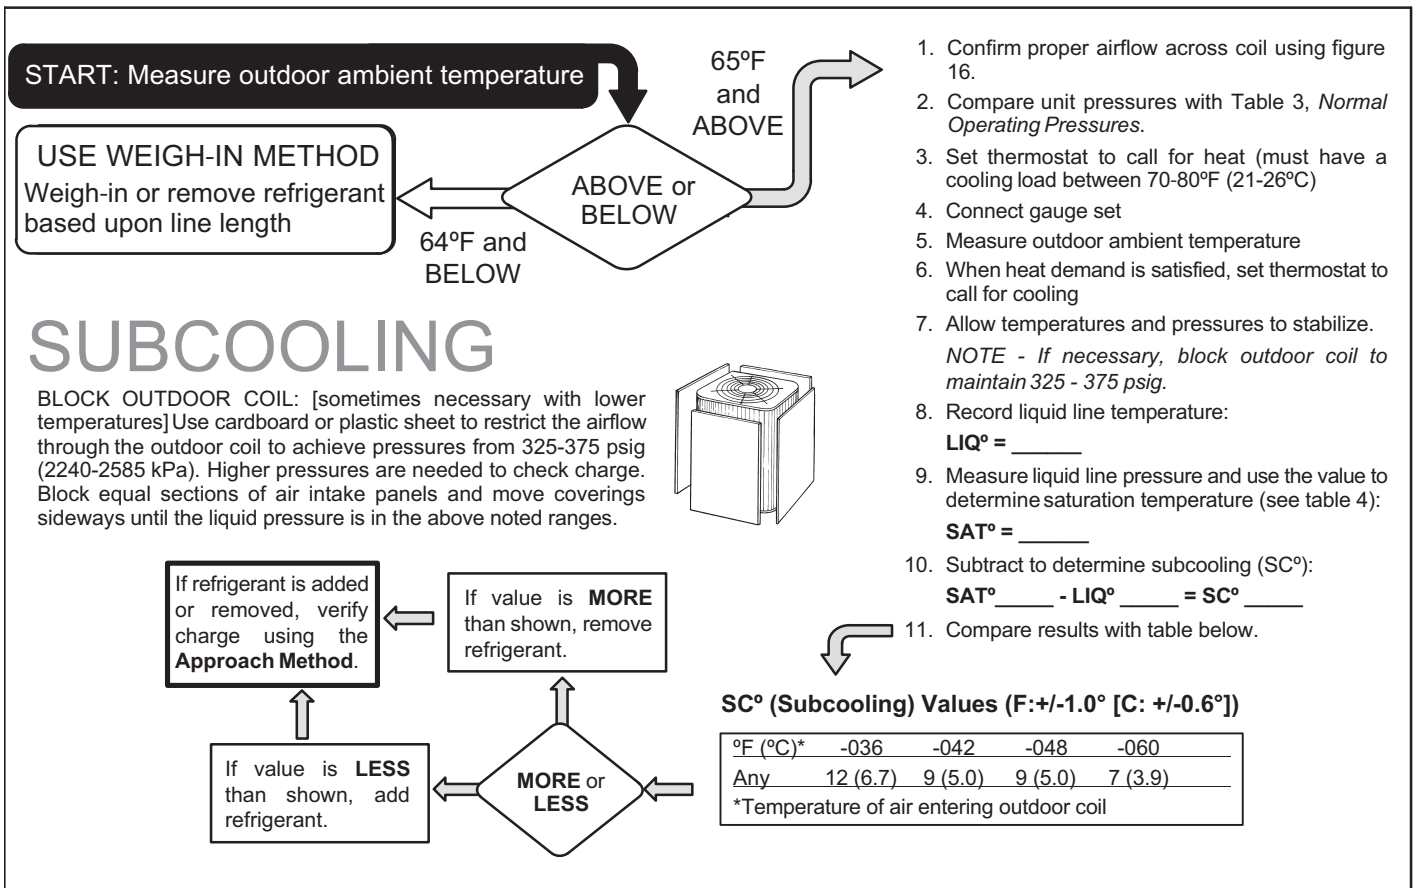 START: Measure outdoor ambient temperature
USE WEIGH-IN METHOD
Weigh-in or remove refrigerant
based upon line length
ABOVE or
BELOW
64ºF and
BELOW
65ºF
and
ABOVE
1. Confirm proper airflow across coil using figure
16.
2. Compare unit pressures with Table 3, Normal
Operating Pressures.
3. Set thermostat to call for heat (must have a
cooling load between 70-80ºF (21-26ºC)
4. Connect gauge set
5. Measure outdoor ambient temperature
6. When heat demand is satisfied, set thermostat to
call for cooling
7. Allow temperatures and pressures to stabilize.
NOTE - If necessary, block outdoor coil to
maintain 325 - 375 psig.
8. Record liquid line temperature:
LIQº = ______
9. Measure liquid line pressure and use the value to
determine saturation temperature (see table 4):
SATº = ______
10. Subtract to determine subcooling (SCº):
SATº_____ - LIQº _____ = SCº _____
11. Compare results with table below.
SUBCOOLING
BLOCK OUTDOOR COIL: [sometimes necessary with lower
temperatures] Use cardboard or plastic sheet to restrict the airflow
through the outdoor coil to achieve pressures from 325-375 psig
(2240-2585 kPa). Higher pressures are needed to check charge.
Block equal sections of air intake panels and move coverings
sideways until the liquid pressure is in the above noted ranges.
SCº (Subcooling) Values (F:+/-1.0° [C: +/-0.6°])
ºF (ºC)* -036 -042 -048 -060
Any 12 (6.7) 9 (5.0) 9 (5.0) 7 (3.9)
*Temperature of air entering outdoor coil
MORE or
LESS
If value is MORE
than shown, remove
refrigerant.
If value is LESS
than shown, add
refrigerant.
If refrigerant is added
or removed, verify
charge using the
Approach Method.